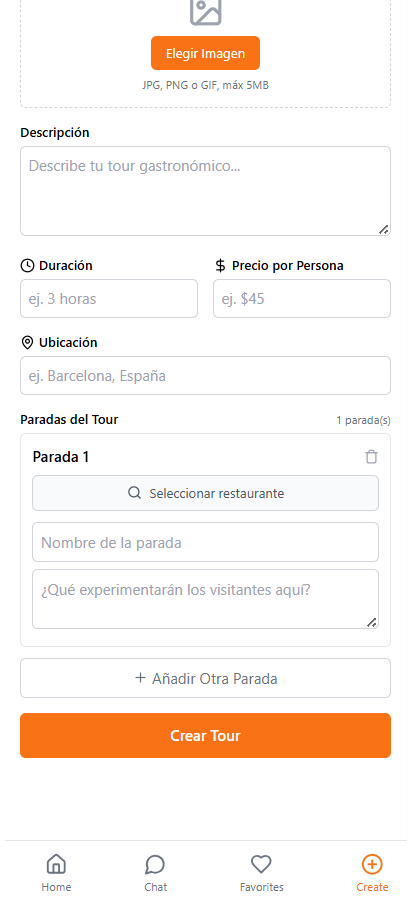 Elegir Imagen
JPG, PNG o GIF, máx 5MB
Descripción
Describe tu tour gastronómico...
Duración
Precio por Persona
ej. 3 horas
ej. $45
Ubicación
ej. Barcelona, España
Paradas del Tour
1 parada(s)
Parada 1
Seleccionar restaurante
Nombre de la parada
¿Qué experimentarán los visitantes aquí?
+ Añadir Otra Parada
Crear Tour
Home
Chat
Favorites
Create